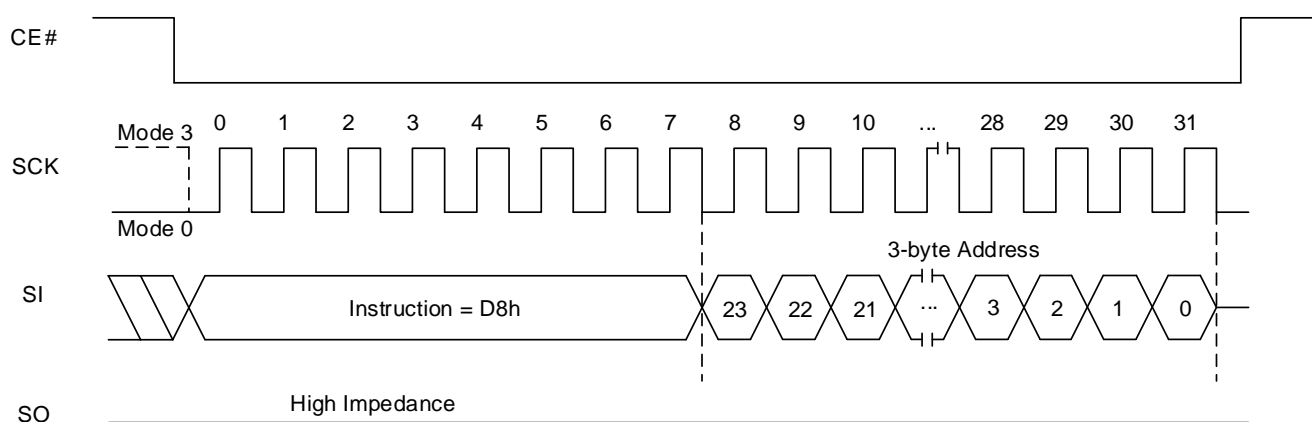 CE#
Mode 3
0 1 2 3 4 5 6 7 8 9 10 ... 28 29 30 31
SCK
Mode 0
3-byte Address
SI
Instruction = D8h
23 22 21 ... 3 2 1 0
High Impedance
SO